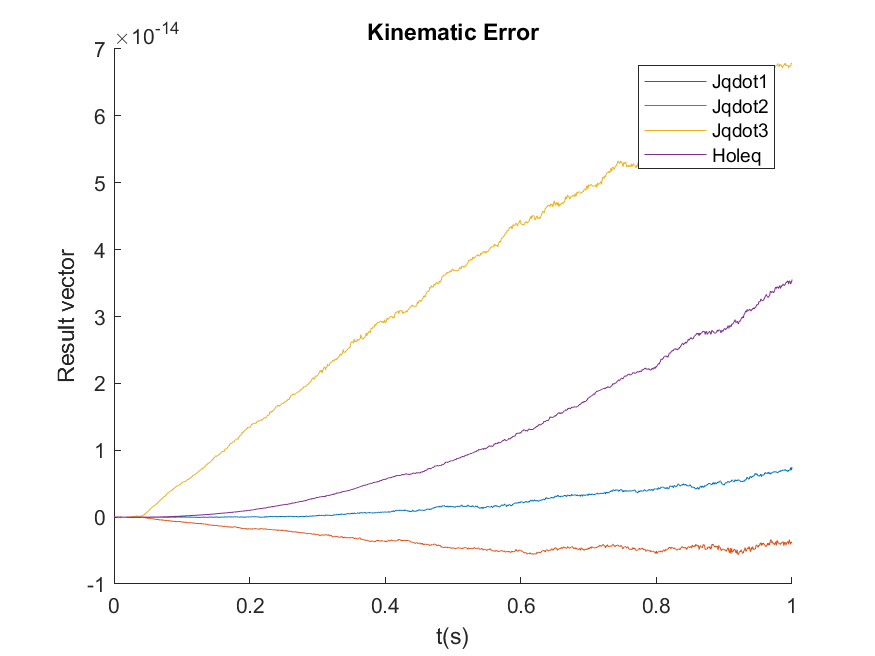 Kinematic Error
×10-14
7
6
5
4
3
2
1
0
-1
Result vector
Jqdot1
Jqdot2
Jqdot3
Holeq
0
0.2
0.4
0.6
0.8
1
t(s)